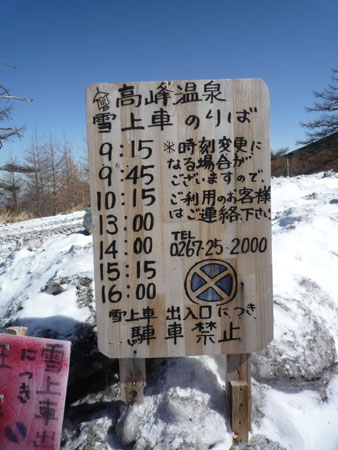 高峰温泉
雪上車のりば
9:15
9:45
10:15
13:00
14:00
15:15
16:00
*時刻変更に
なる場合が
ございますので、
ご利用のお客様
はご連絡下さい
TEL
0267-25-2000
雪上車 出入口につき
駐車禁止
雪上車出
につき